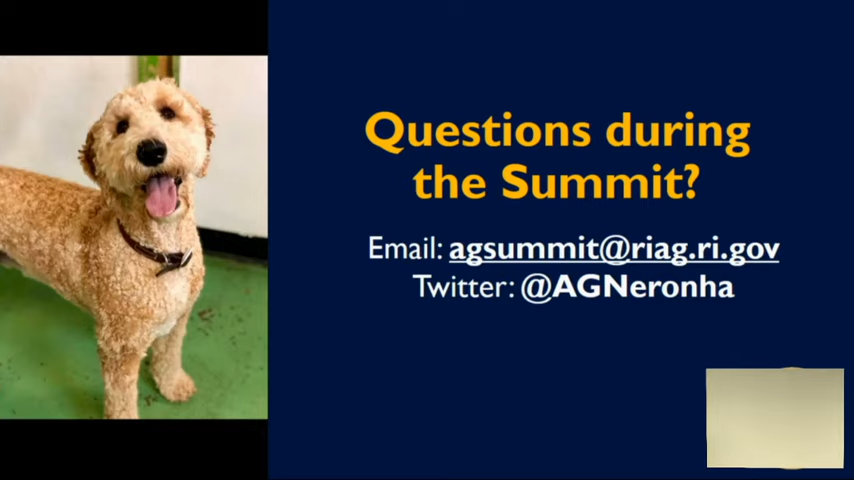 Questions during
the Summit?
Email: agsummit@riag.ri.gov
Twitter: @AGNeronha